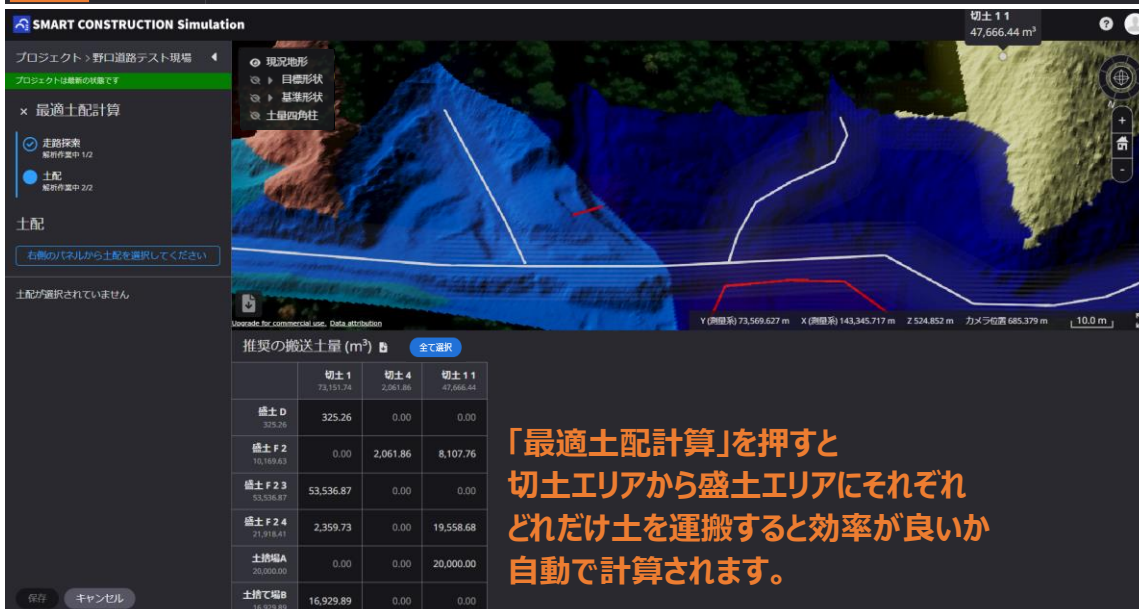 SMART CONSTRUCTION Simulation
切土 1 1
47,666.44 m³
プロジェクト > 野口道路テスト現場
プロジェクトは最新の状態です
× 最適土配計算
走路探索
解析作業中 1/2
土配
解析作業中 2/2
土配
右側のパネルから土配を選択してください
土配が選択されていません
保存 キャンセル
現況地形
目標形状
基準形状
土量四角柱
N
+
-
Upgrade for commercial use. Data attribution
Y (測量系) 73,569.627 m X (測量系) 143,345.717 m Z 524.852 m カメラ位置 685.379 m 10.0 m
推奨の搬送土量 (m³) 全て選択
切土 1 切土 4 切土 1 1
73,151.74 2,061.86 47,666.44
盛土 D 325.26 0.00 0.00
325.26
盛土 F 2 0.00 2,061.86 8,107.76
10,169.63
盛土 F 2 3 53,536.87 0.00 0.00
53,536.87
盛土 F 2 4 2,359.73 0.00 19,558.68
21,918.41
土捨場A 0.00 0.00 20,000.00
20,000.00
土捨て場B 16,929.89 0.00 0.00
16,929.89
「最適土配計算」を押すと
切土エリアから盛土エリアにそれぞれ
どれだけ土を運搬すると効率が良いか
自動で計算されます。